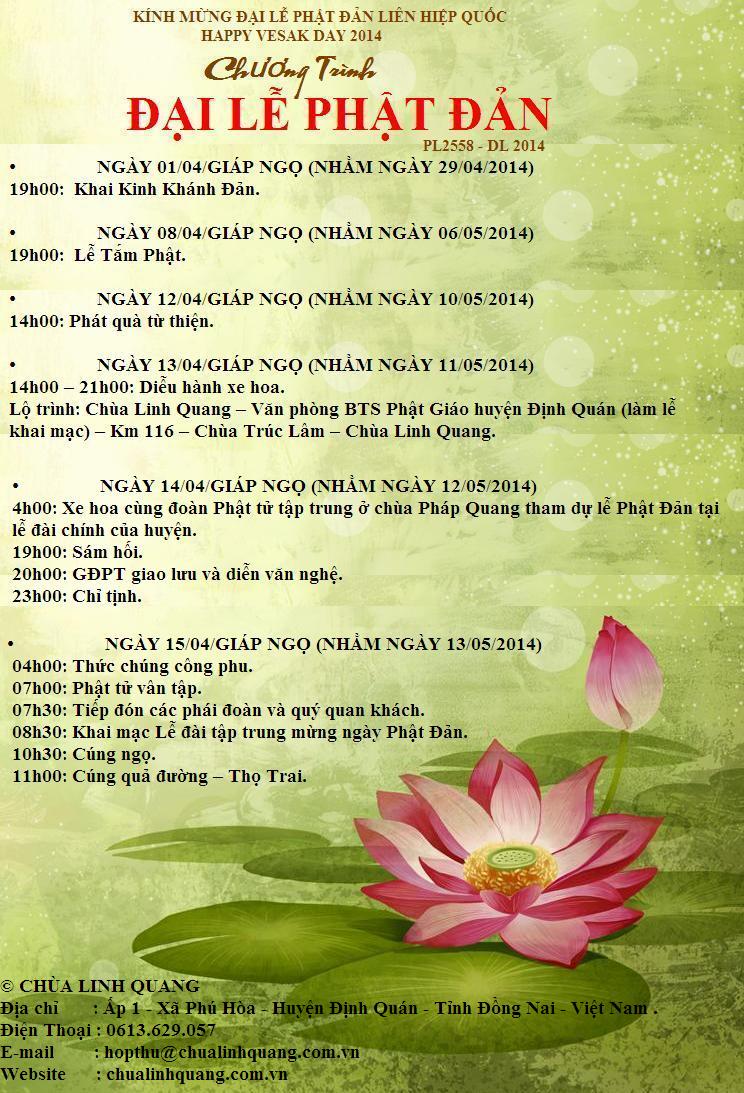 KÍNH MỪNG ĐẠI LỄ PHẬT ĐẢN LIÊN HIỆP QUỐC
HAPPY VESAK DAY 2014
Chương Trình
ĐẠI LỄ PHẬT ĐẢN
PL2558 - DL 2014
• NGÀY 01/04/GIÁP NGỌ (NHẰM NGÀY 29/04/2014)
19h00: Khai Kinh Khánh Đản.
• NGÀY 08/04/GIÁP NGỌ (NHẰM NGÀY 06/05/2014)
19h00: Lễ Tắm Phật.
• NGÀY 12/04/GIÁP NGỌ (NHẰM NGÀY 10/05/2014)
14h00: Phát quà từ thiện.
• NGÀY 13/04/GIÁP NGỌ (NHẰM NGÀY 11/05/2014)
14h00 – 21h00: Diễu hành xe hoa.
Lộ trình: Chùa Linh Quang – Văn phòng BTS Phật Giáo huyện Định Quán (làm lễ
khai mạc) – Km 116 – Chùa Trúc Lâm – Chùa Linh Quang.
• NGÀY 14/04/GIÁP NGỌ (NHẰM NGÀY 12/05/2014)
4h00: Xe hoa cùng đoàn Phật tử tập trung ở chùa Pháp Quang tham dự lễ Phật Đản tại
lễ đài chính của huyện.
19h00: Sám hối.
20h00: GĐPT giao lưu và diễn văn nghệ.
23h00: Chỉ tịnh.
• NGÀY 15/04/GIÁP NGỌ (NHẰM NGÀY 13/05/2014)
04h00: Thức chúng công phu.
07h00: Phật tử vân tập.
07h30: Tiếp đón các phái đoàn và quý quan khách.
08h30: Khai mạc Lễ đài tập trung mừng ngày Phật Đản.
10h30: Cúng ngọ.
11h00: Cúng quả đường – Thọ Trai.
© CHÙA LINH QUANG
Địa chỉ : Ấp 1 - Xã Phú Hòa - Huyện Định Quán - Tỉnh Đồng Nai - Việt Nam .
Điện Thoại : 0613.629.057
E-mail : hopthu@chualinhquang.com.vn
Website : chualinhquang.com.vn